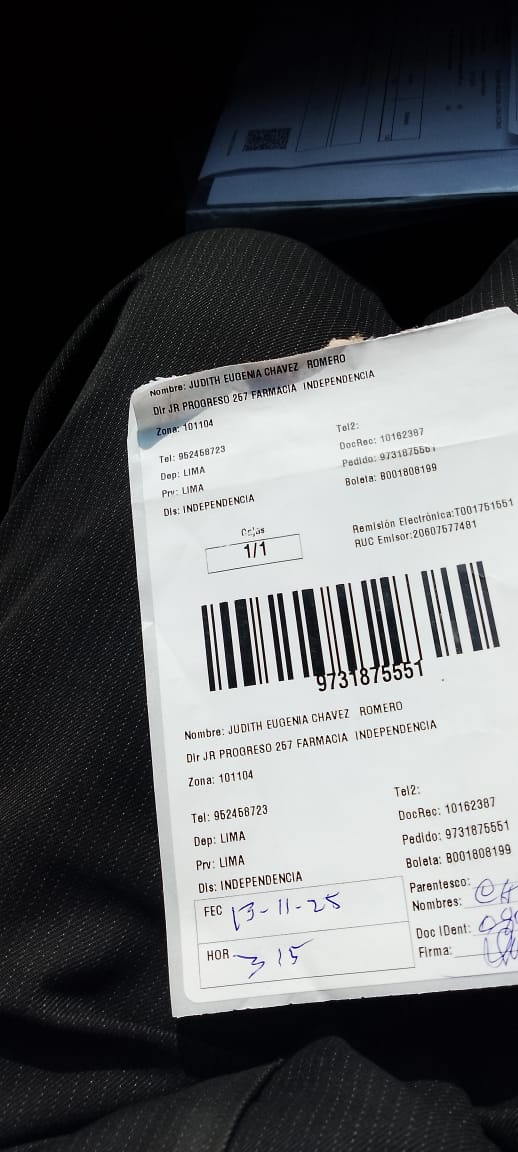 Nombre: JUDITH EUGENIA CHAVEZ ROMERO
Dir JR PROGRESO 257 FARMACIA INDEPENDENCIA
Zona: 101104
Tel: 952458723
Tel2:
Dep: LIMA
DocRec: 10162387
Prv: LIMA
Pedido: 9731875551
Dis: INDEPENDENCIA
Boleta: B001808199
Cajas
1/1
Remisión Electrónica:T001751551
RUC Emisor:20607577481
9731875551
Nombre: JUDITH EUGENIA CHAVEZ ROMERO
Dir JR PROGRESO 257 FARMACIA INDEPENDENCIA
Zona: 101104
Tel: 952458723
Tel2:
Dep: LIMA
DocRec: 10162387
Prv: LIMA
Pedido: 9731875551
Dis: INDEPENDENCIA
Boleta: B001808199
FEC 13-11-25
Parentesco:
Nombres:
HOR 315
Doc IDent:
Firma: